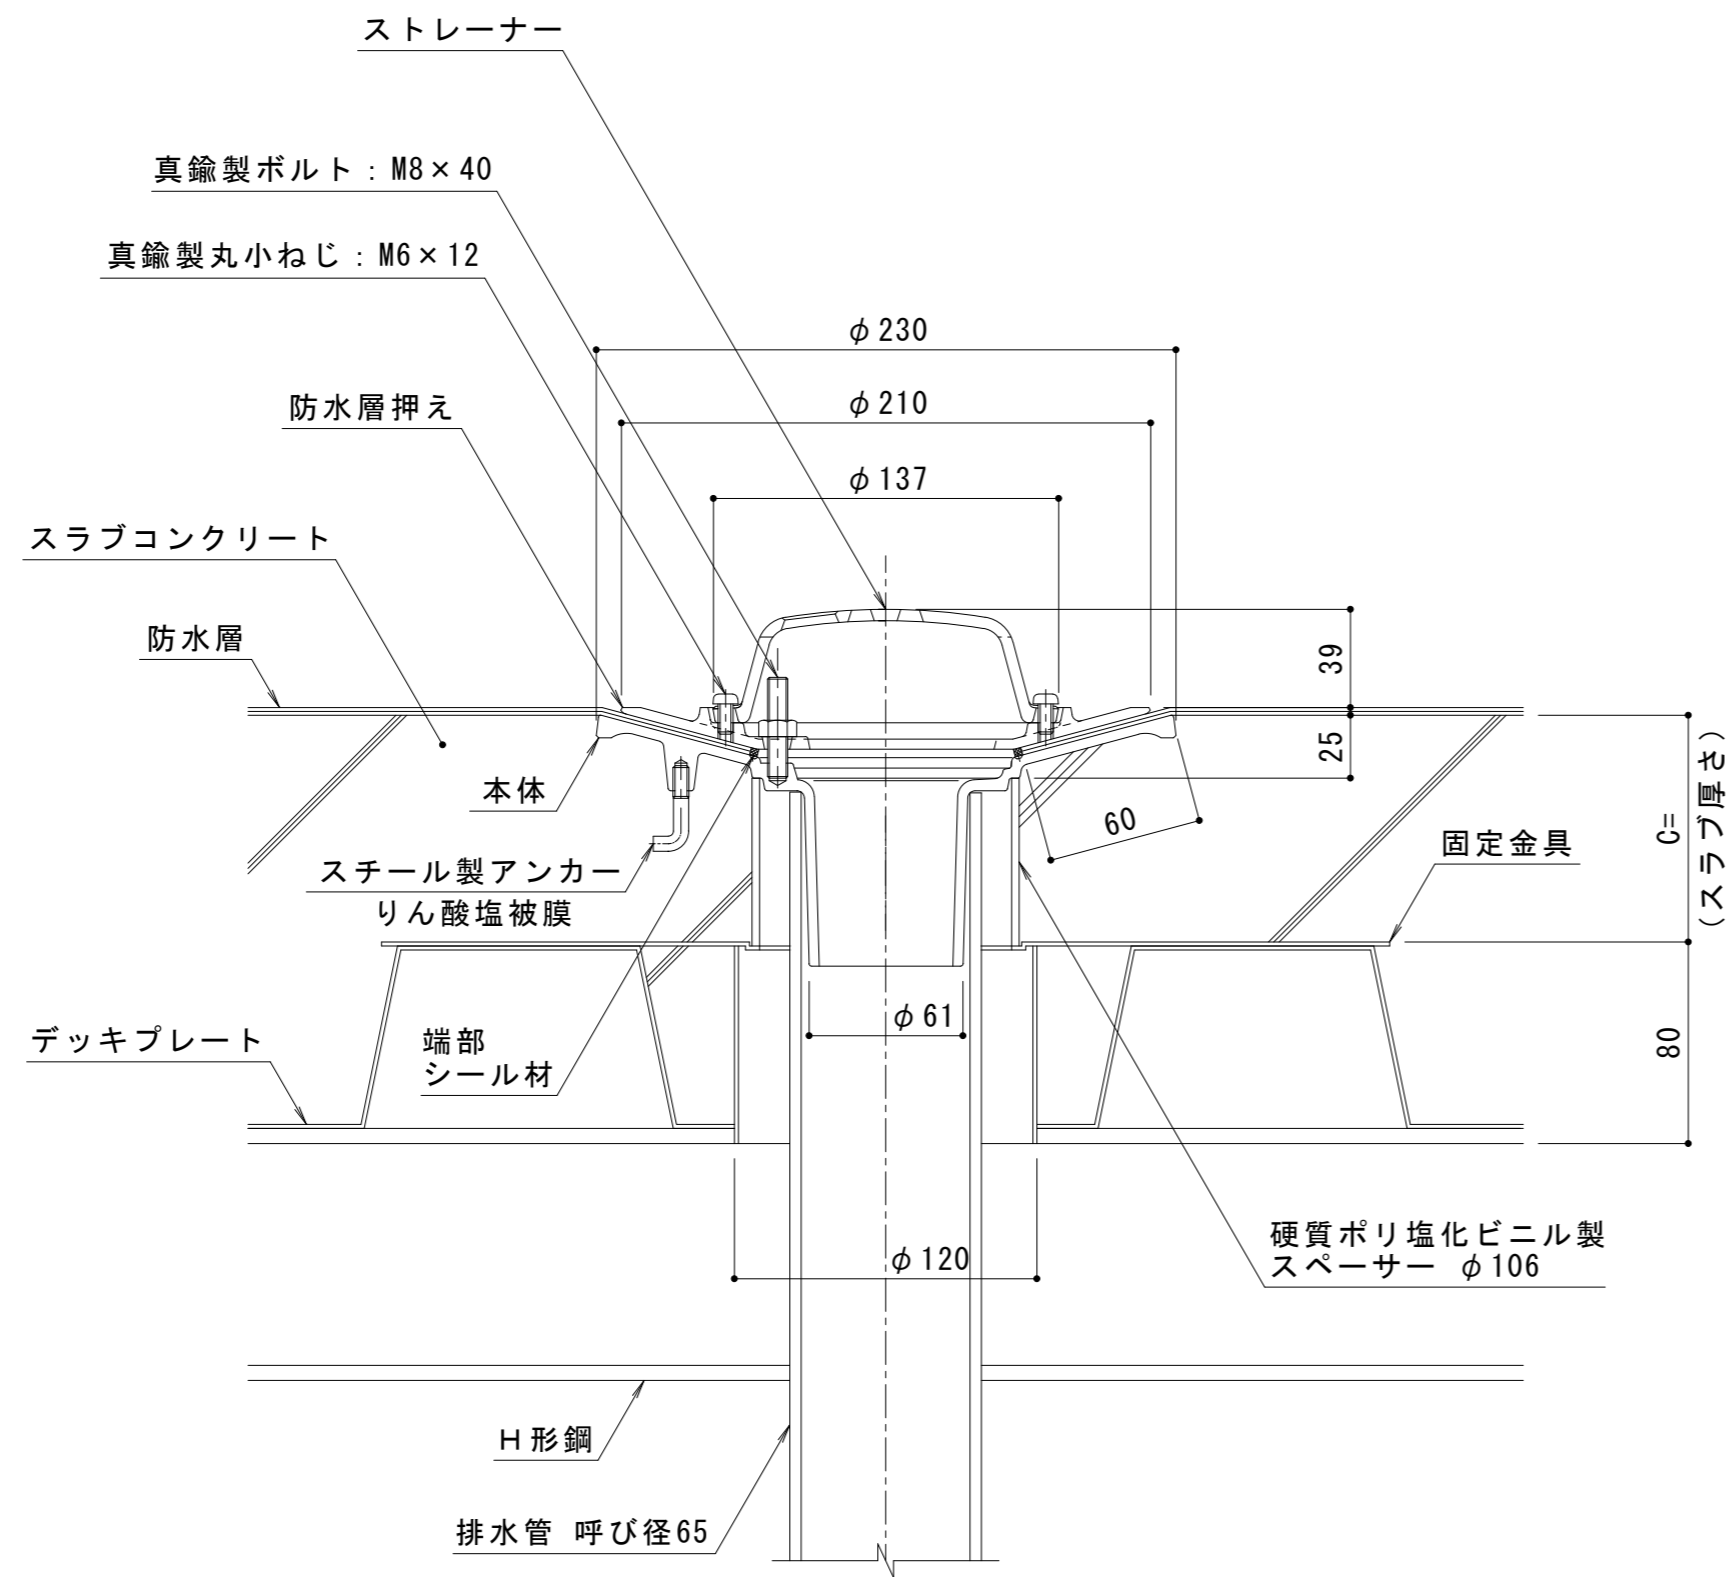 ストレーナー
真鍮製ボルト：M8×40
真鍮製丸小ねじ：M6×12
φ230
防水層押え
φ210
φ137
スラブコンクリート
防水層
39
25
本体
60
C=
(スラブ厚さ)
固定金具
スチール製アンカー
りん酸塩被膜
φ61
デッキプレート
端部
シール材
80
硬質ポリ塩化ビニル製
スペーサー φ106
φ120
H形鋼
排水管 呼び径65